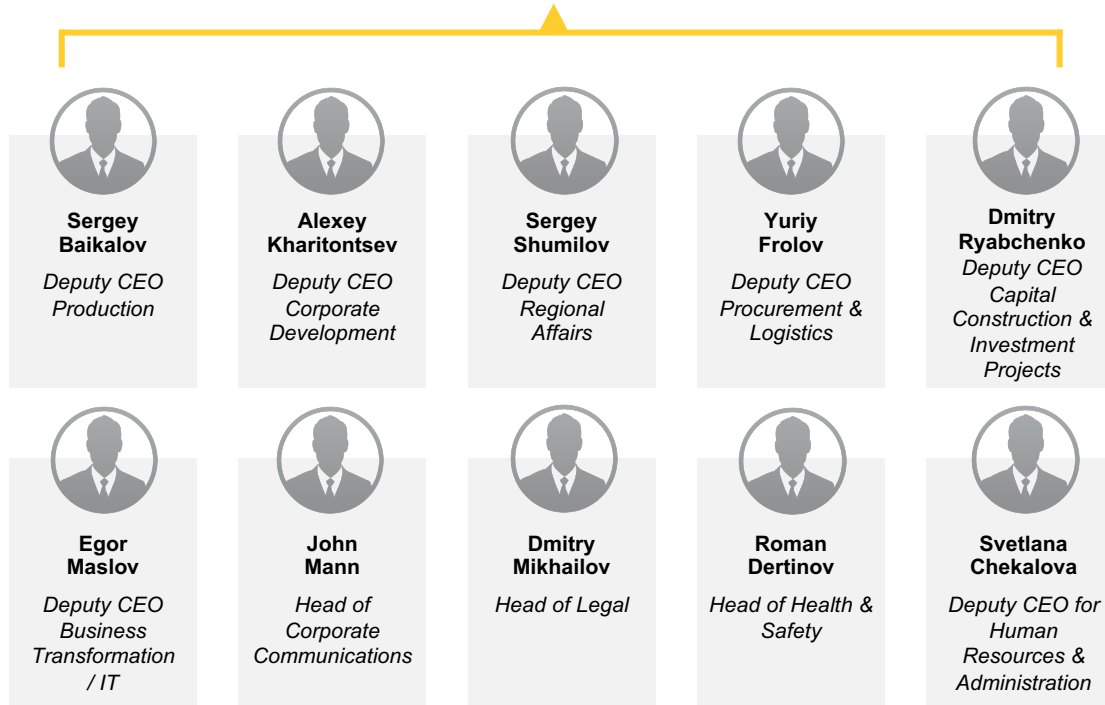 Sergey
Baikalov
Deputy CEO
Production
Alexey
Kharitontsev
Deputy CEO
Corporate
Development
Sergey
Shumilov
Deputy CEO
Regional
Affairs
Yuriy
Frolov
Deputy CEO
Procurement &
Logistics
Dmitry
Ryabchenko
Deputy CEO
Capital
Construction &
Investment
Projects
Egor
Maslov
Deputy CEO
Business
Transformation
/ IT
John
Mann
Head of
Corporate
Communications
Dmitry
Mikhailov
Head of Legal
Roman
Dertinov
Head of Health &
Safety
Svetlana
Chekalova
Deputy CEO for
Human
Resources &
Administration